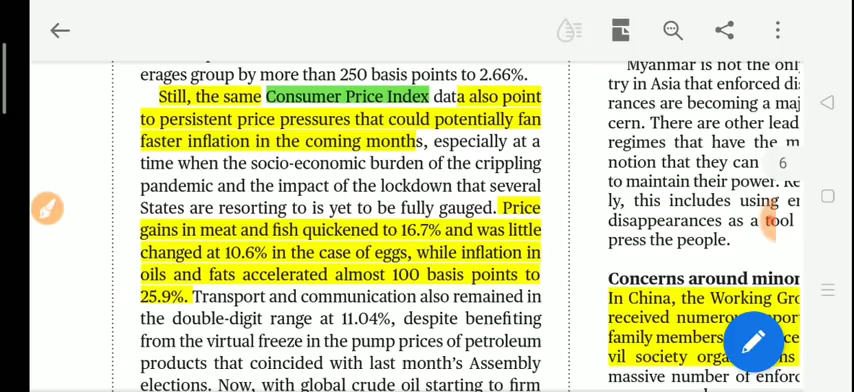 erages group by more than 250 basis points to 2.66%.
Still, the same Consumer Price Index data also point
to persistent price pressures that could potentially fan
faster inflation in the coming months, especially at a
time when the socio-economic burden of the crippling
pandemic and the impact of the lockdown that several
States are resorting to is yet to be fully gauged. Price
gains in meat and fish quickened to 16.7% and was little
changed at 10.6% in the case of eggs, while inflation in
oils and fats accelerated almost 100 basis points to
25.9%. Transport and communication also remained in
the double-digit range at 11.04%, despite benefiting
from the virtual freeze in the pump prices of petroleum
products that coincided with last month's Assembly
elections. Now, with global crude oil starting to firm
Myanmar is not the onl
try in Asia that enforced di
rances are becoming a maj
cern. There are other lead
regimes that have the m
notion that they can
to maintain their power.
ly, this includes using e
disappearances as a tool
press the people.
Concerns around minor
In China, the Working Gro
received numero port
family members ce
vil society orga ns
massive number of enforc
6